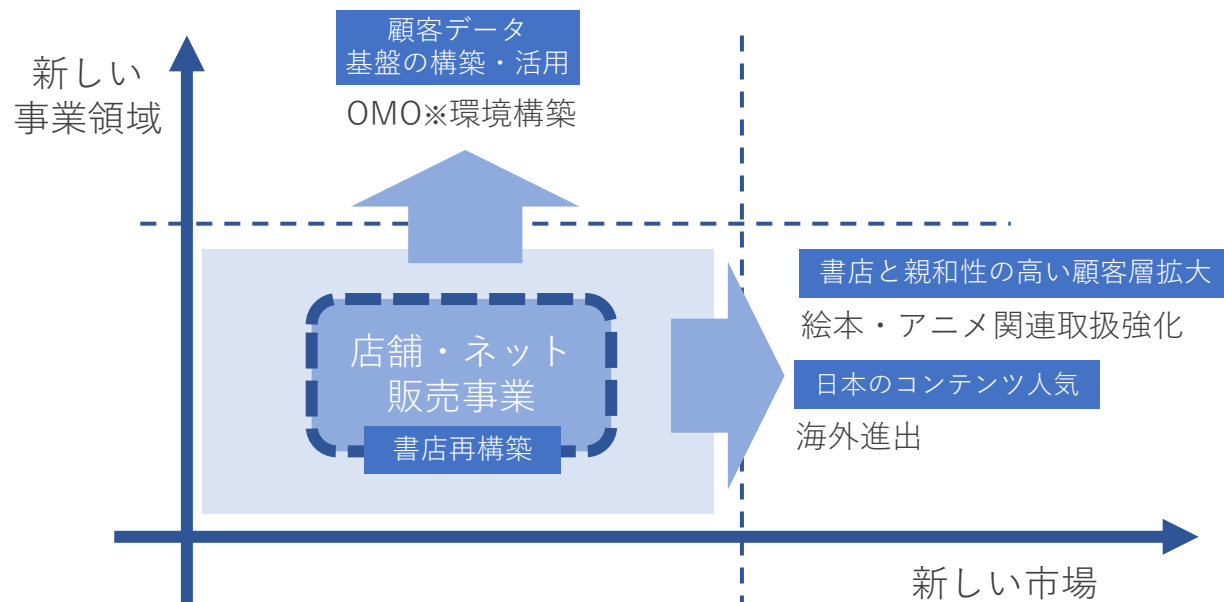 顧客データ
基盤の構築・活用
OMO※環境構築
新しい
事業領域
書店と親和性の高い顧客層拡大
絵本・アニメ関連取扱強化
日本のコンテンツ人気
海外進出
店舗・ネット
販売事業
書店再構築
新しい市場